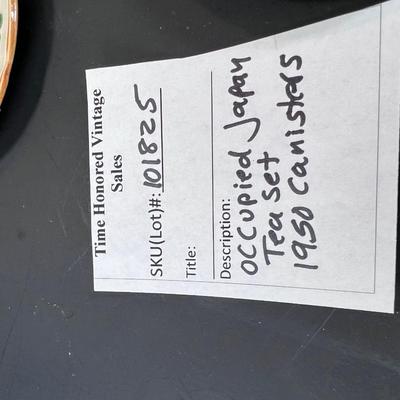 Time Honored Vintage
Sales
SKU(Lot)#: 101825
Title:
Description:
Occupied Japan
Tea Set
1950 Canisters